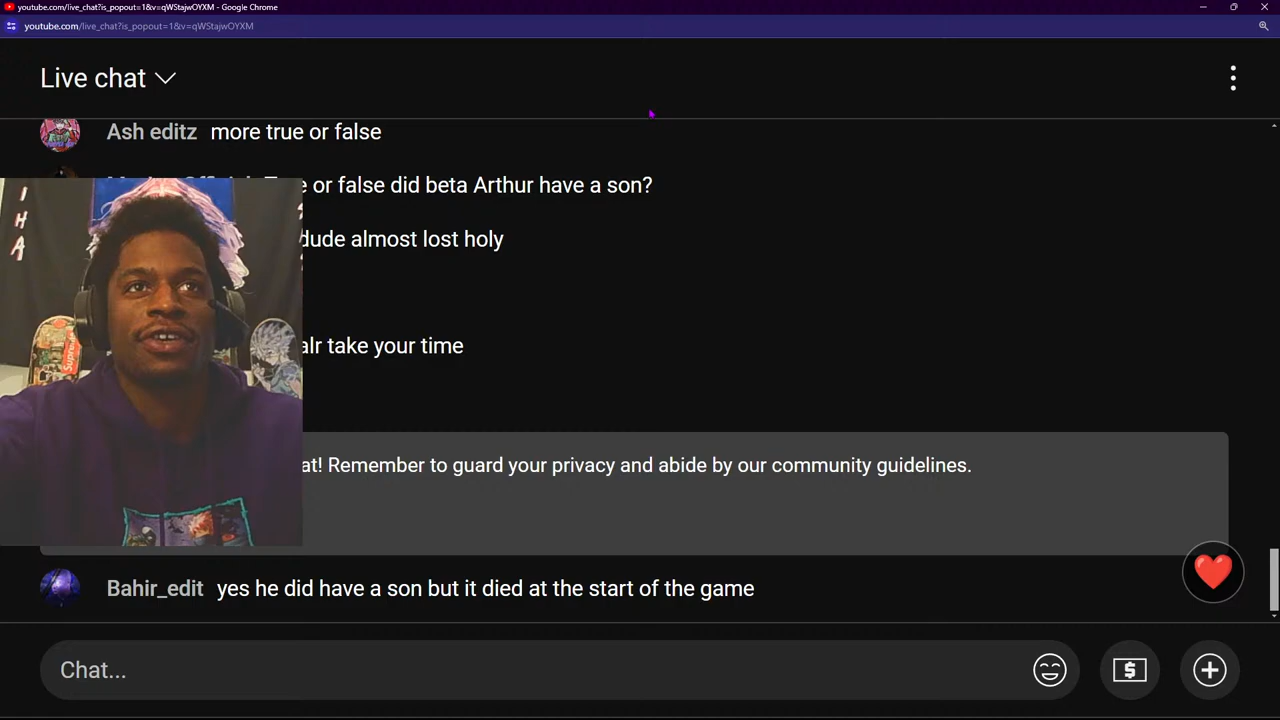 youtube.com/live_chat?is_popout=1&v=qWStajwOYXM - Google Chrome
youtube.com/live_chat?is_popout=1&v=qWStajwOYXM
Live chat
Ash editz more true or false
or false did beta Arthur have a son?
dude almost lost holy
alr take your time
at! Remember to guard your privacy and abide by our community guidelines.
Bahir_edit yes he did have a son but it died at the start of the game
Chat...
I
H
A
Supreme